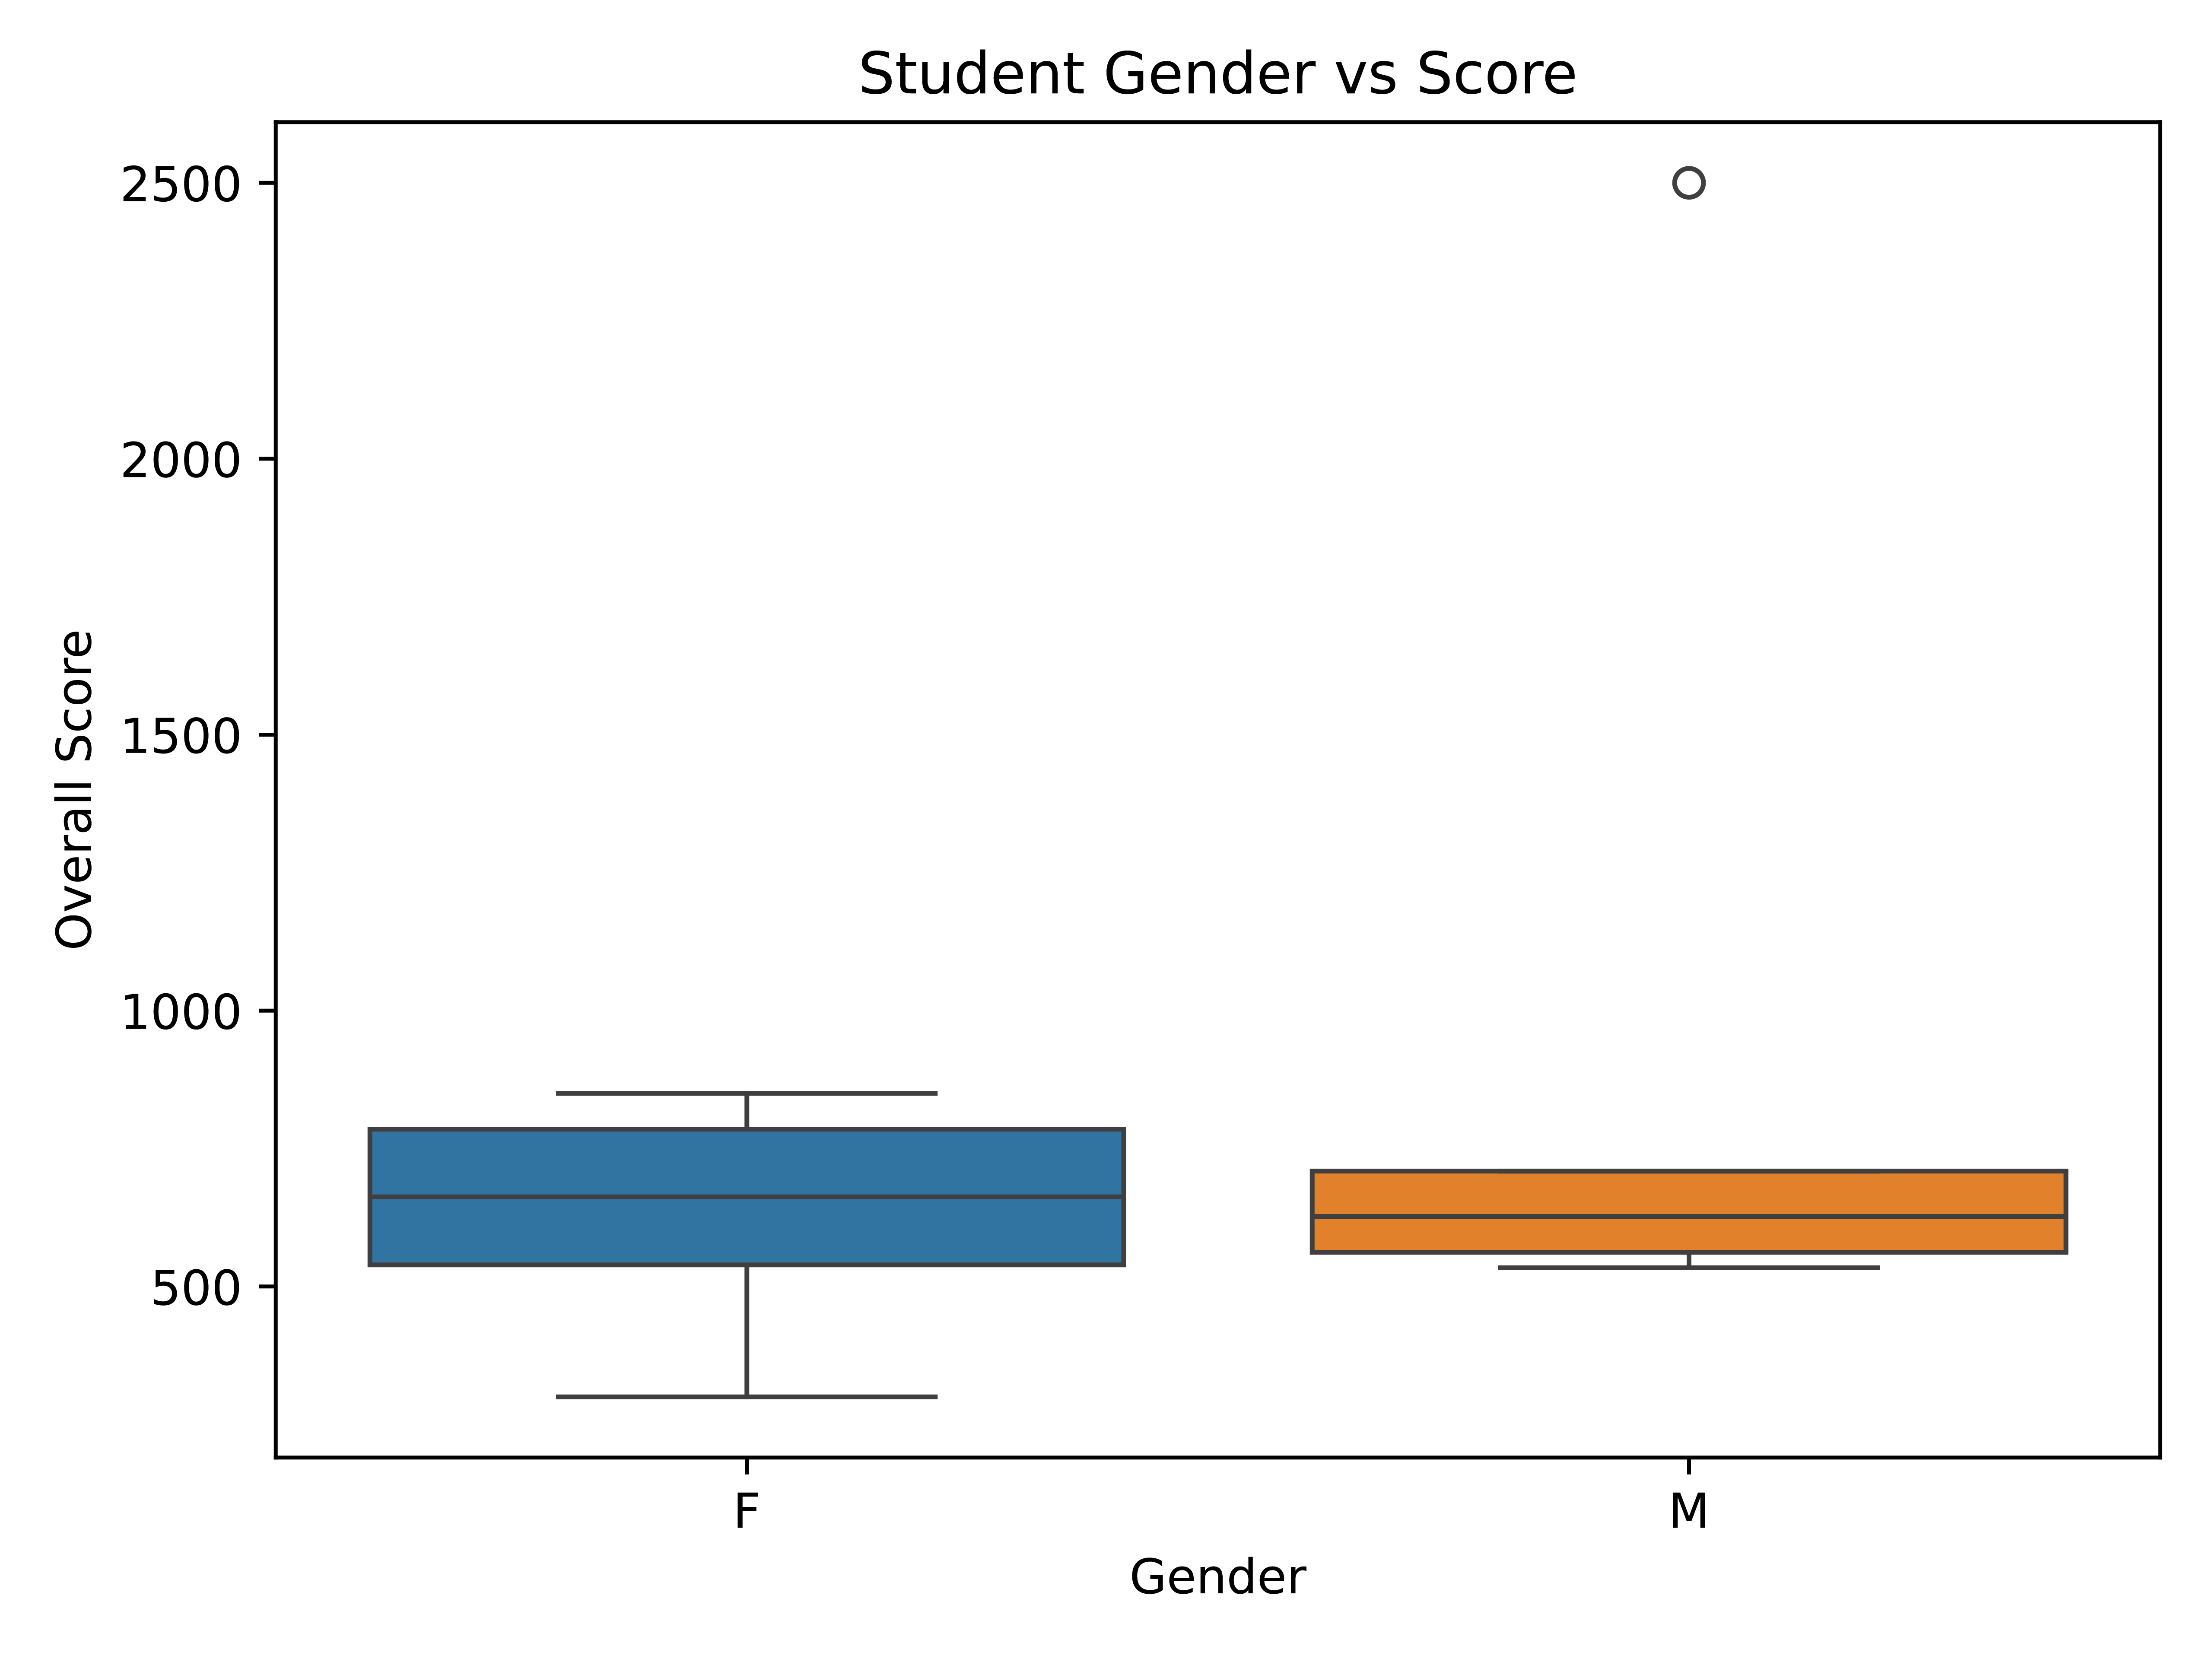 Student Gender vs Score
2500
2000
1500
1000
500
Overall Score
F
M
Gender